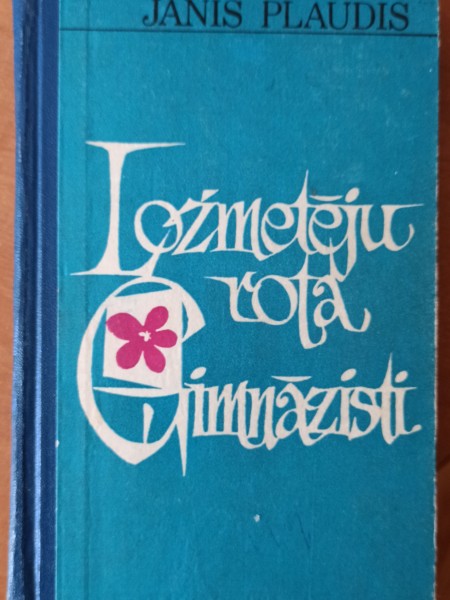 JANIS PLAUDIS
Ložmetēju
rota
Ģimnāzisti